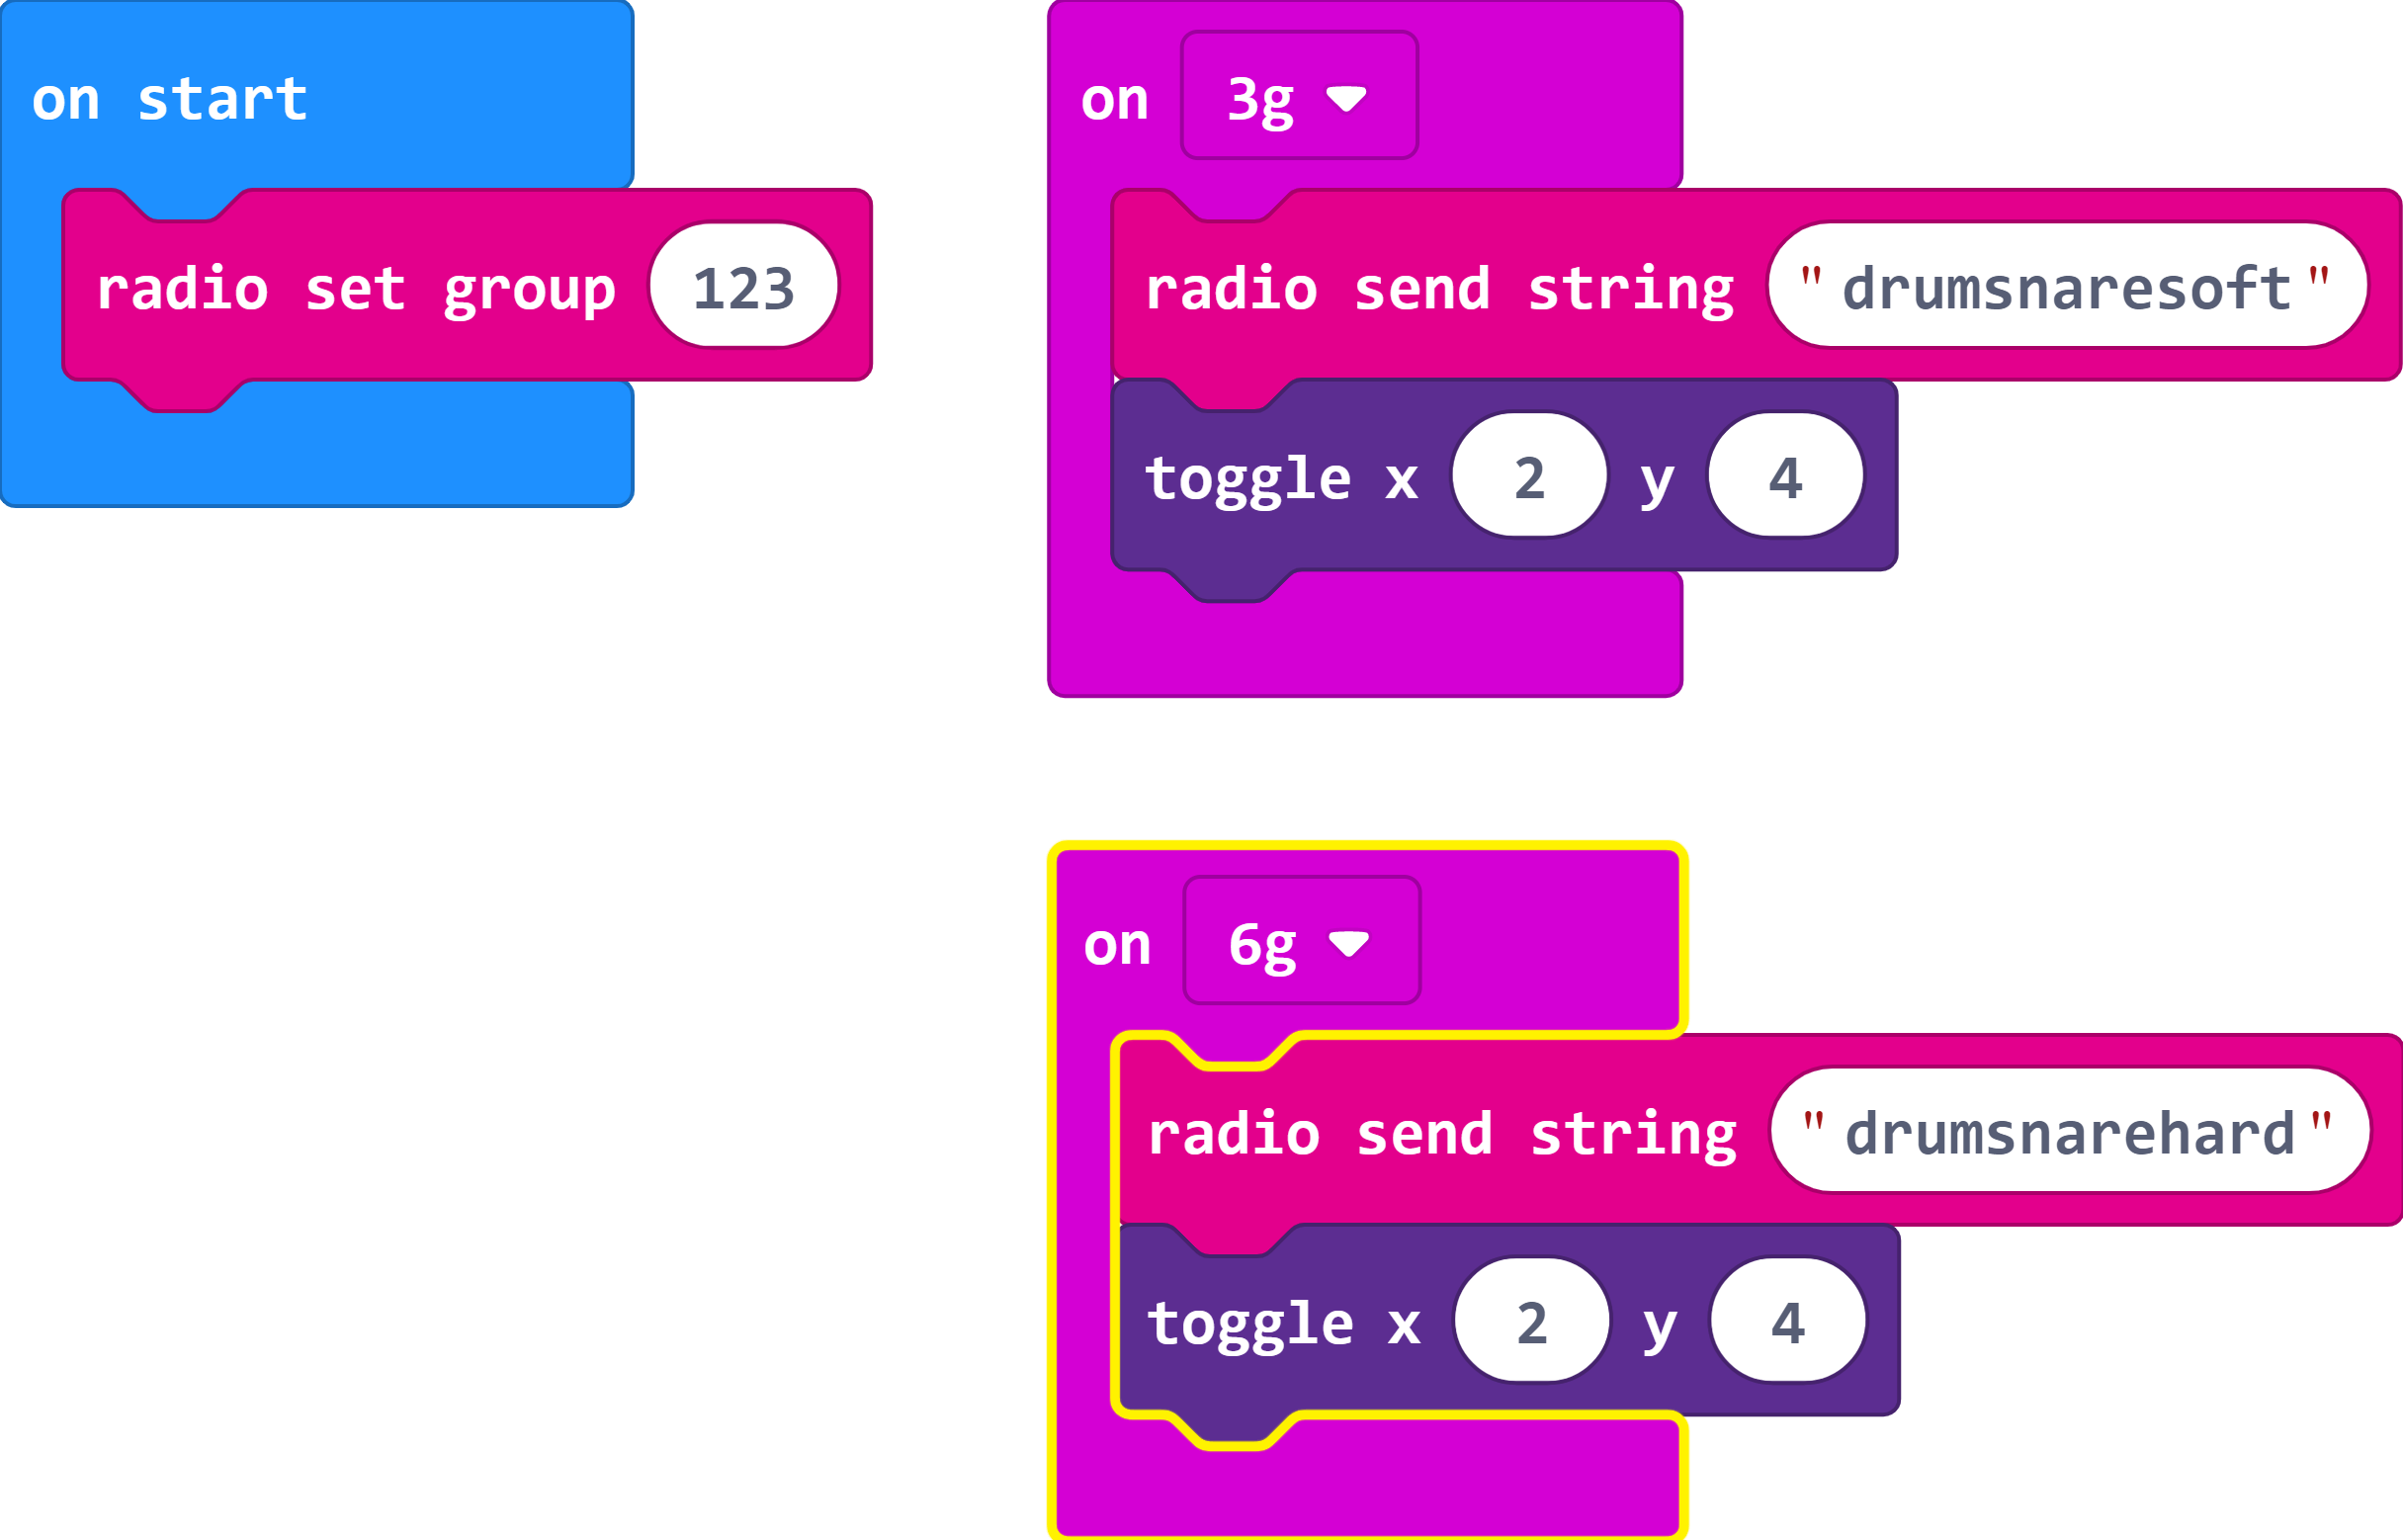 on start
radio set group 123
on 3g
radio send string "drumsnaresoft"
toggle x 2 y 4
on 6g
radio send string "drumsnarehard"
toggle x 2 y 4